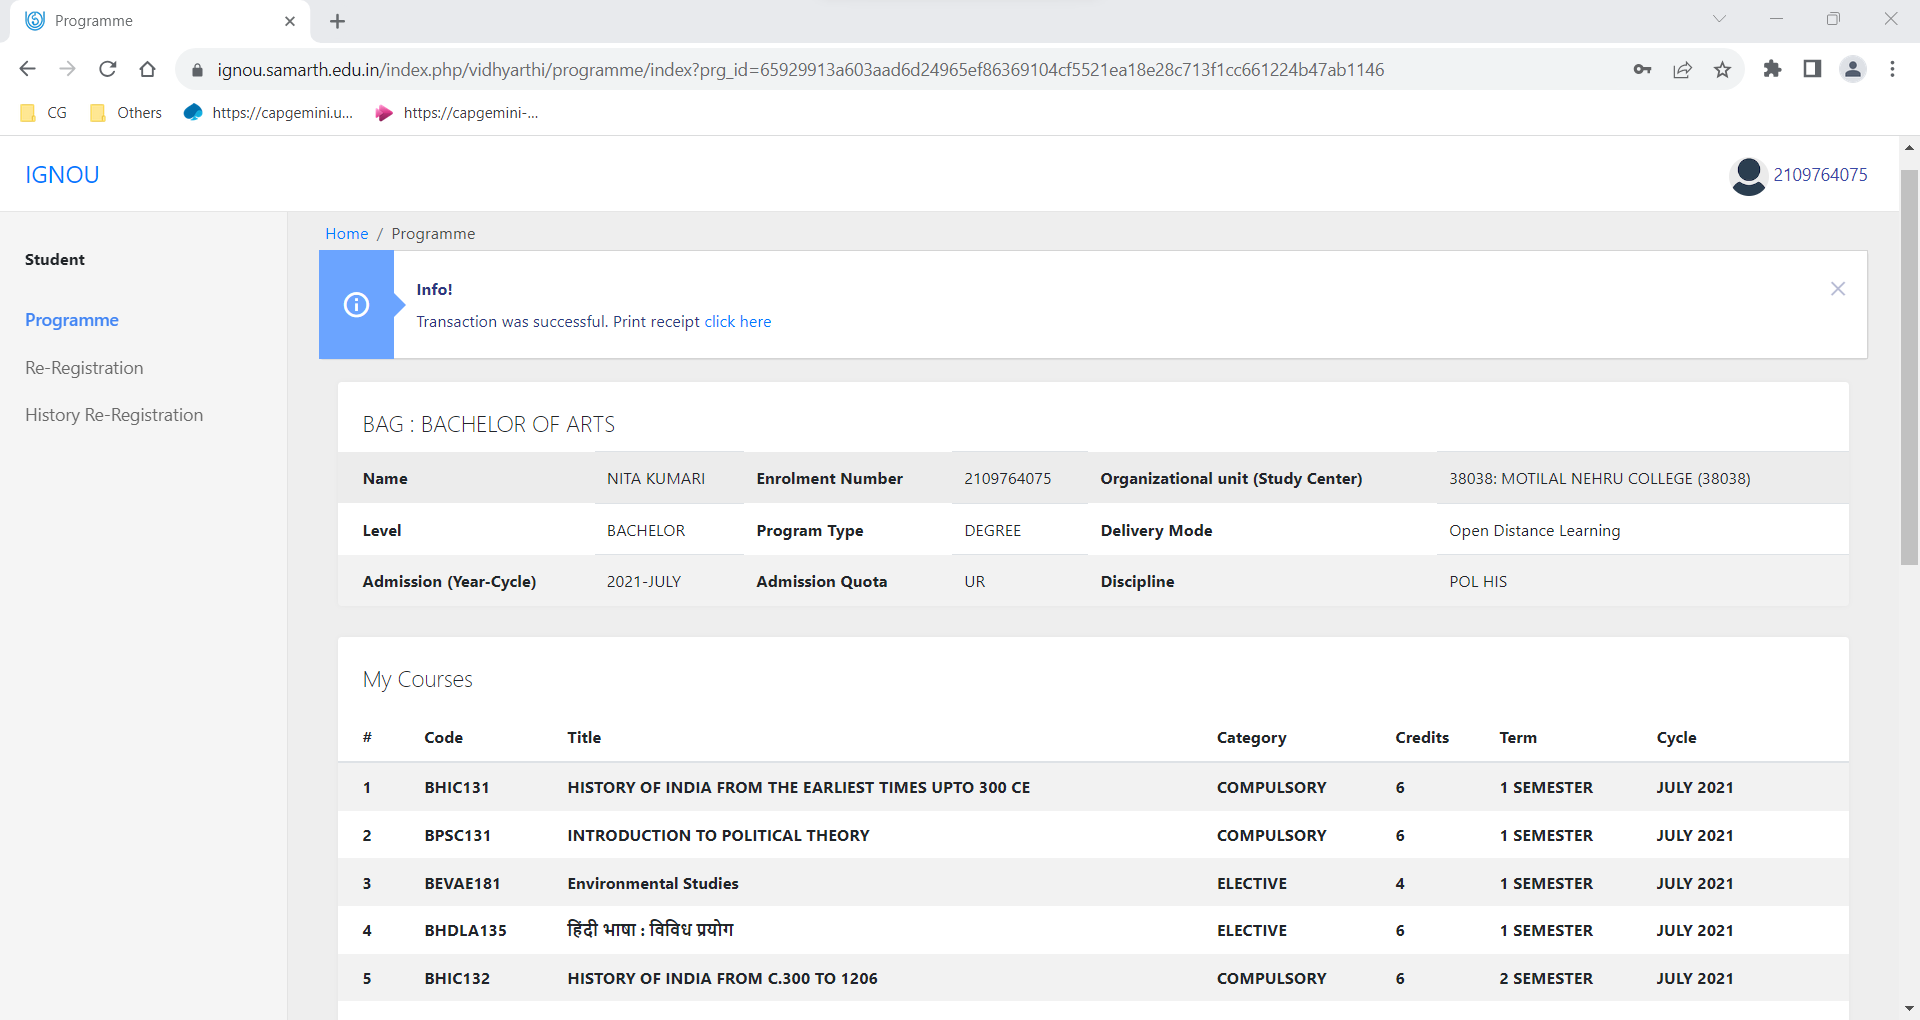 Programme
ignou.samarth.edu.in/index.php/vidhyarthi/programme/index?prg_id=65929913a603aad6d24965ef86369104cf5521ea18e28c713f1cc661224b47ab1146
CG Others https://capgemini.u... https://capgemini-...
IGNOU 2109764075
Student
Programme
Re-Registration
History Re-Registration
Home / Programme
Info!
Transaction was successful. Print receipt click here
BAG : BACHELOR OF ARTS
Name NITA KUMARI Enrolment Number 2109764075 Organizational unit (Study Center) 38038: MOTILAL NEHRU COLLEGE (38038)
Level BACHELOR Program Type DEGREE Delivery Mode Open Distance Learning
Admission (Year-Cycle) 2021-JULY Admission Quota UR Discipline POL HIS
My Courses
# Code Title Category Credits Term Cycle
1 BHIC131 HISTORY OF INDIA FROM THE EARLIEST TIMES UPTO 300 CE COMPULSORY 6 1 SEMESTER JULY 2021
2 BPSC131 INTRODUCTION TO POLITICAL THEORY COMPULSORY 6 1 SEMESTER JULY 2021
3 BEVAE181 Environmental Studies ELECTIVE 4 1 SEMESTER JULY 2021
4 BHDLA135 हिंदी भाषा : विविध प्रयोग ELECTIVE 6 1 SEMESTER JULY 2021
5 BHIC132 HISTORY OF INDIA FROM C.300 TO 1206 COMPULSORY 6 2 SEMESTER JULY 2021